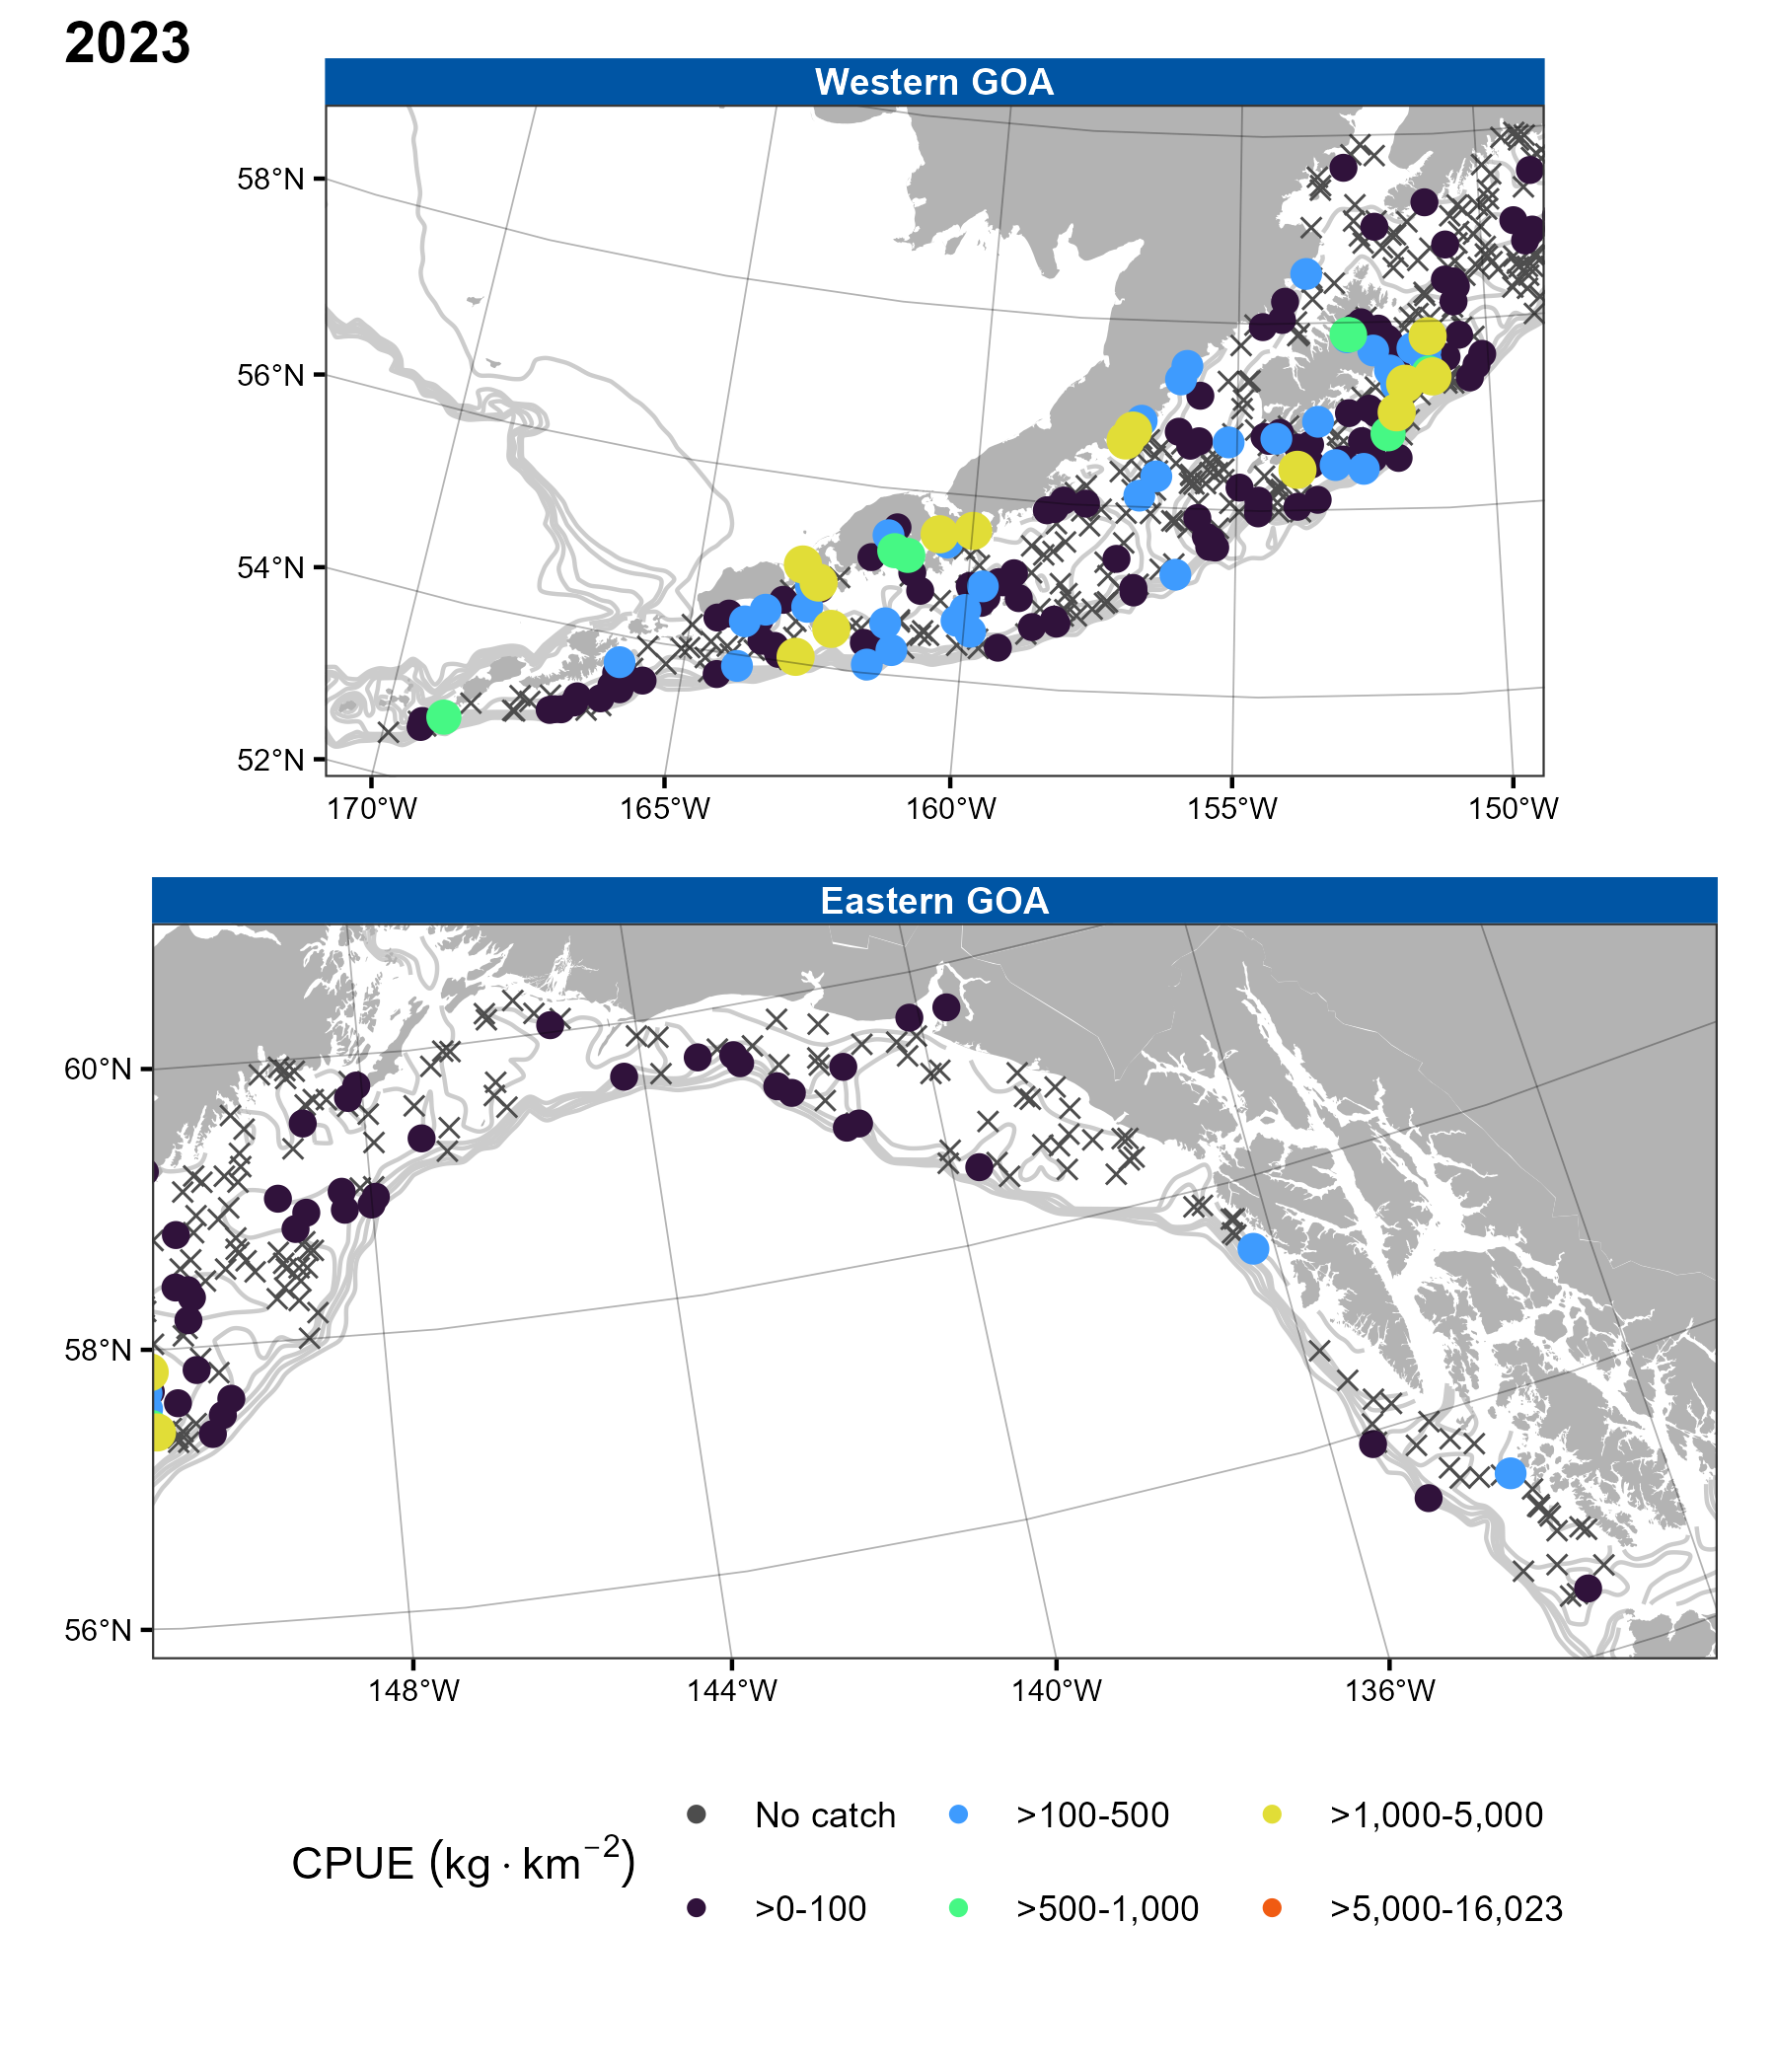 2023
Western GOA
58°N
56°N
54°N
52°N
170°W 165°W 160°W 155°W 150°W
Eastern GOA
60°N
58°N
56°N
148°W 144°W 140°W 136°W
No catch >100-500 >1,000-5,000
CPUE (kg · km⁻²)
>0-100 >500-1,000 >5,000-16,023